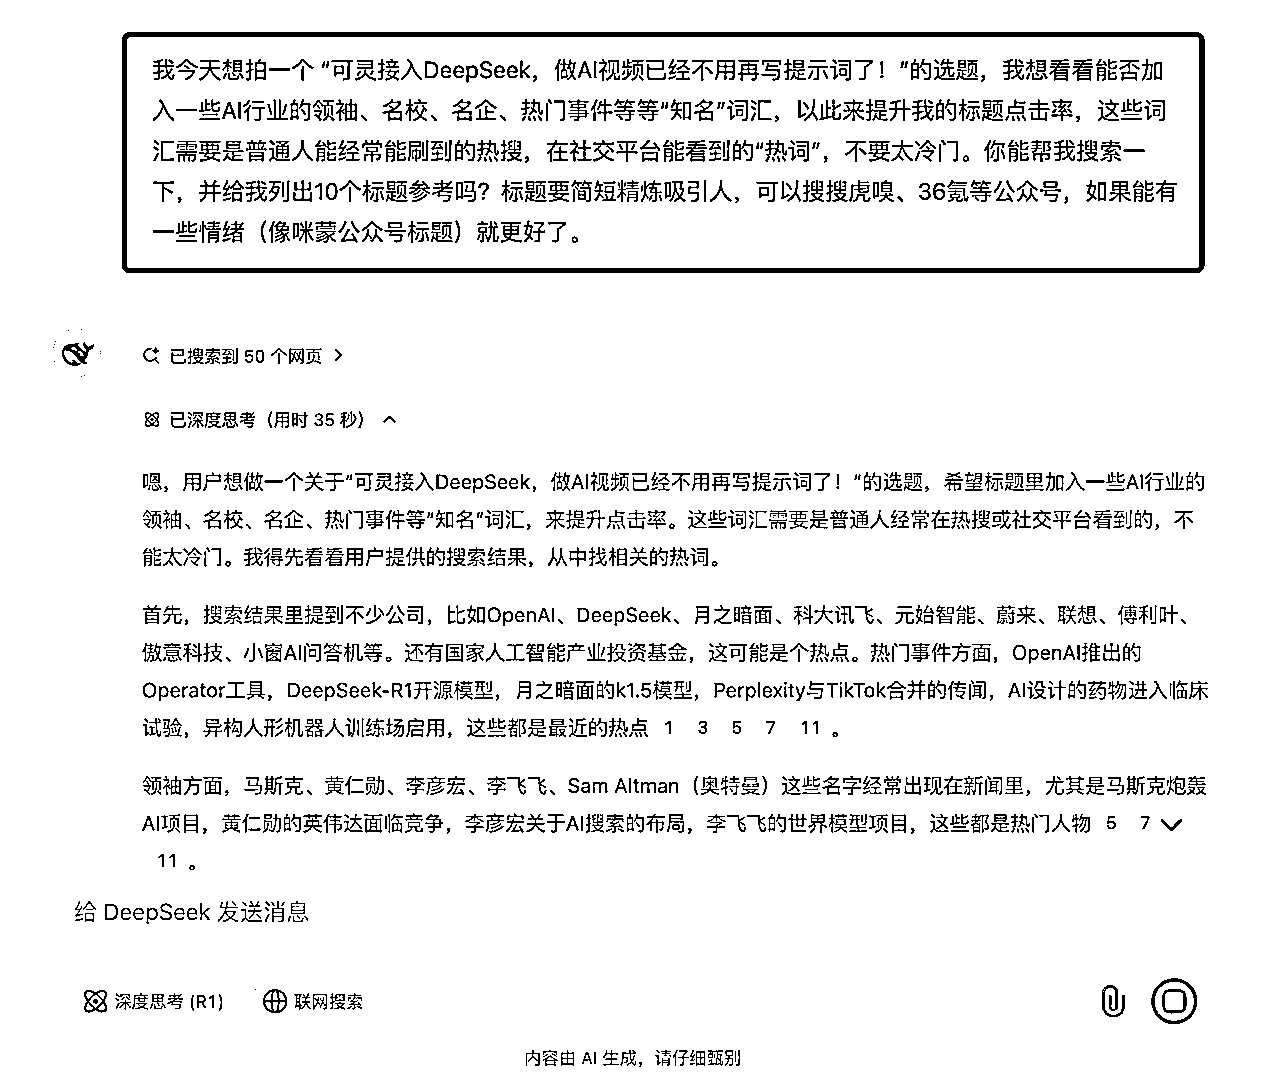 我今天想拍一个 “可灵接入DeepSeek，做AI视频已经不用再写提示词了！”的选题，我想看看能否加
入一些AI行业的领袖、名校、名企、热门事件等等“知名”词汇，以此来提升我的标题点击率，这些词
汇需要是普通人能经常能刷到的热搜，在社交平台能看到的“热词”，不要太冷门。你能帮我搜索一
下，并给我列出10个标题参考吗？标题要简短精炼吸引人，可以搜搜虎嗅、36氪等公众号，如果能有
一些情绪（像咪蒙公众号标题）就更好了。
已搜索到 50 个网页
已深度思考（用时 35 秒）
嗯，用户想做一个关于“可灵接入DeepSeek，做AI视频已经不用再写提示词了！“的选题，希望标题里加入一些AI行业的
领袖、名校、名企、热门事件等“知名”词汇，来提升点击率。这些词汇需要是普通人经常在热搜或社交平台看到的，不
能太冷门。我得先看看用户提供的搜索结果，从中找相关的热词。
首先，搜索结果里提到不少公司，比如OpenAI、DeepSeek、月之暗面、科大讯飞、元始智能、蔚来、联想、傅利叶、
傲意科技、小窗AI问答机等。还有国家人工智能产业投资基金，这可能是个热点。热门事件方面，OpenAI推出的
Operator工具，DeepSeek-R1开源模型，月之暗面的k1.5模型，Perplexity与TikTok合并的传闻，AI设计的药物进入临床
试验，异构人形机器人训练场启用，这些都是最近的热点 1 3 5 7 11 。
领袖方面，马斯克、黄仁勋、李彦宏、李飞飞、Sam Altman（奥特曼）这些名字经常出现在新闻里，尤其是马斯克炮轰
AI项目，黄仁勋的英伟达面临竞争，李彦宏关于AI搜索的布局，李飞飞的世界模型项目，这些都是热门人物 5 7
11 。
给 DeepSeek 发送消息
深度思考 (R1) 联网搜索
内容由 AI 生成，请仔细甄别